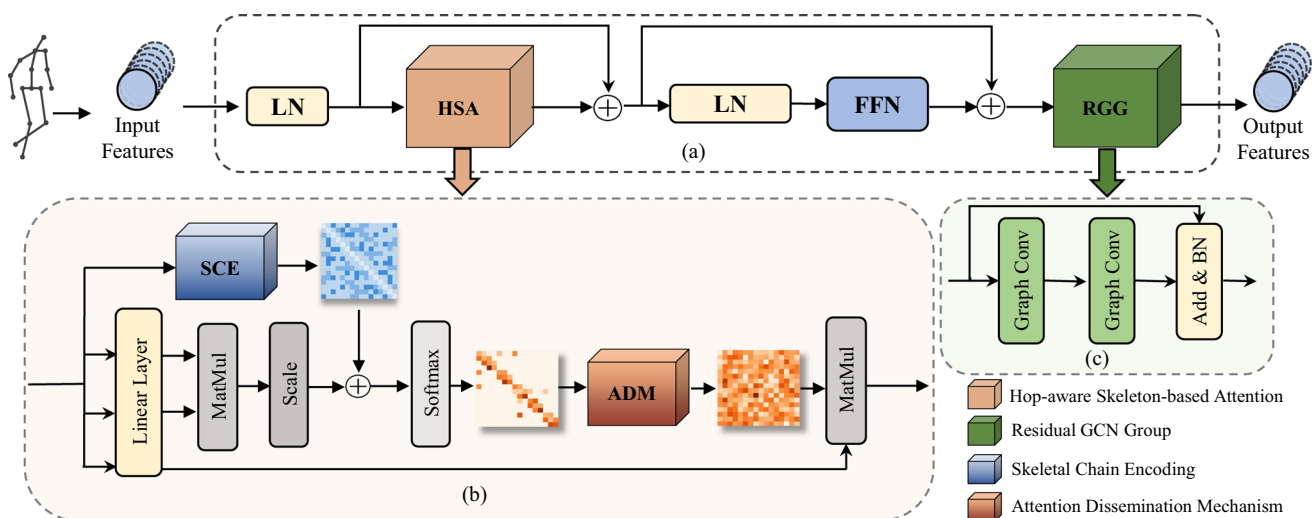 Input
Features
LN
HSA
LN
FFN
RGG
Output
Features
(a)
SCE
Linear Layer
MatMul
Scale
Softmax
ADM
MatMul
(b)
Graph Conv
Graph Conv
Add & BN
(c)
Hop-aware Skeleton-based Attention
Residual GCN Group
Skeletal Chain Encoding
Attention Dissemination Mechanism